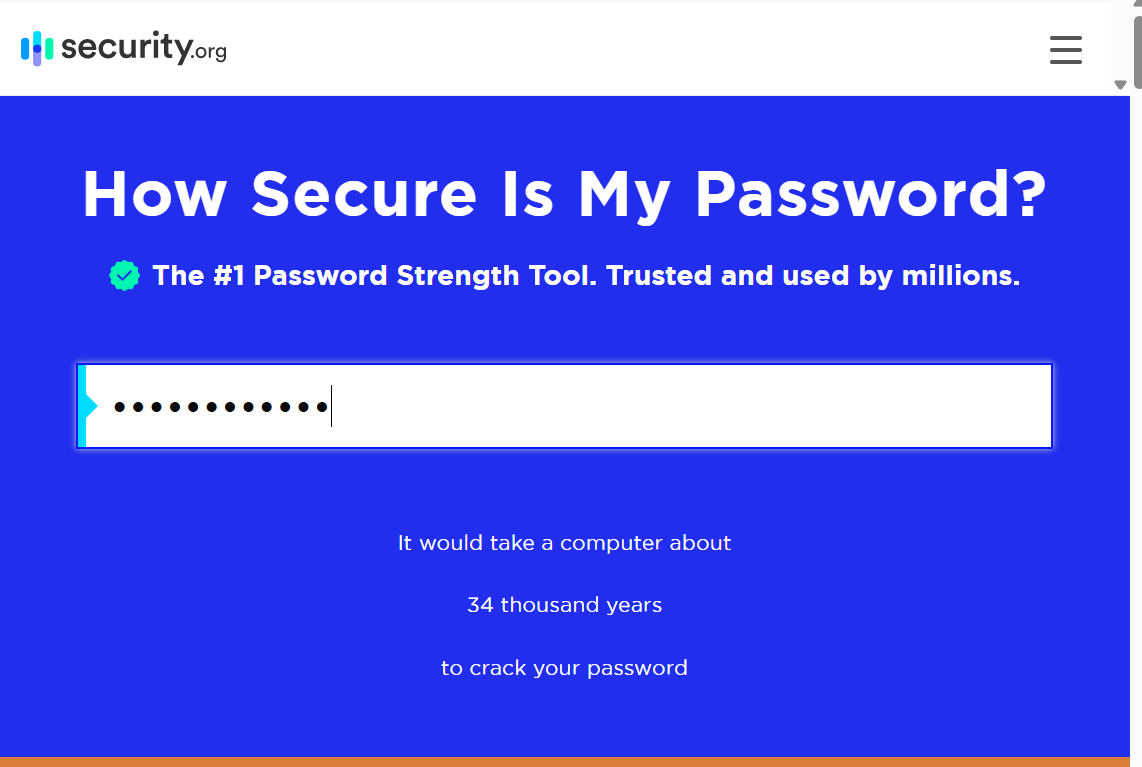 security.org
How Secure Is My Password?
The #1 Password Strength Tool. Trusted and used by millions.
••••••••••••
It would take a computer about
34 thousand years
to crack your password